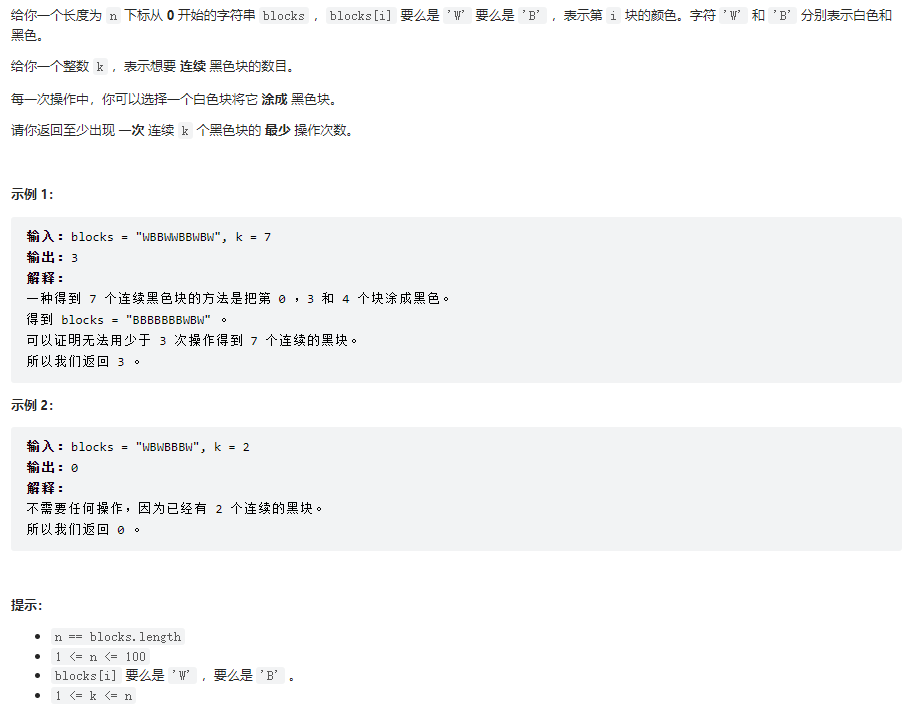 给你一个长度为 n 下标从 0 开始的字符串 blocks ，blocks[i] 要么是 'W' 要么是 'B' ，表示第 i 块的颜色。字符 'W' 和 'B' 分别表示白色和
黑色。
给你一个整数 k ，表示想要 连续 黑色块的数目。
每一次操作中，你可以选择一个白色块将它 涂成 黑色块。
请你返回至少出现 一次 连续 k 个黑色块的 最少 操作次数。
示例 1：
输入：blocks = "WBBWWBBWBW", k = 7
输出：3
解释：
一种得到 7 个连续黑色块的方法是把第 0 ，3 和 4 个块涂成黑色。
得到 blocks = "BBBBBBBWBW" 。
可以证明无法用少于 3 次操作得到 7 个连续的黑块。
所以我们返回 3 。
示例 2：
输入：blocks = "WBWBBBW", k = 2
输出：0
解释：
不需要任何操作，因为已经有 2 个连续的黑块。
所以我们返回 0 。
提示：
• n == blocks.length
• 1 <= n <= 100
• blocks[i] 要么是 'W' ，要么是 'B' 。
• 1 <= k <= n